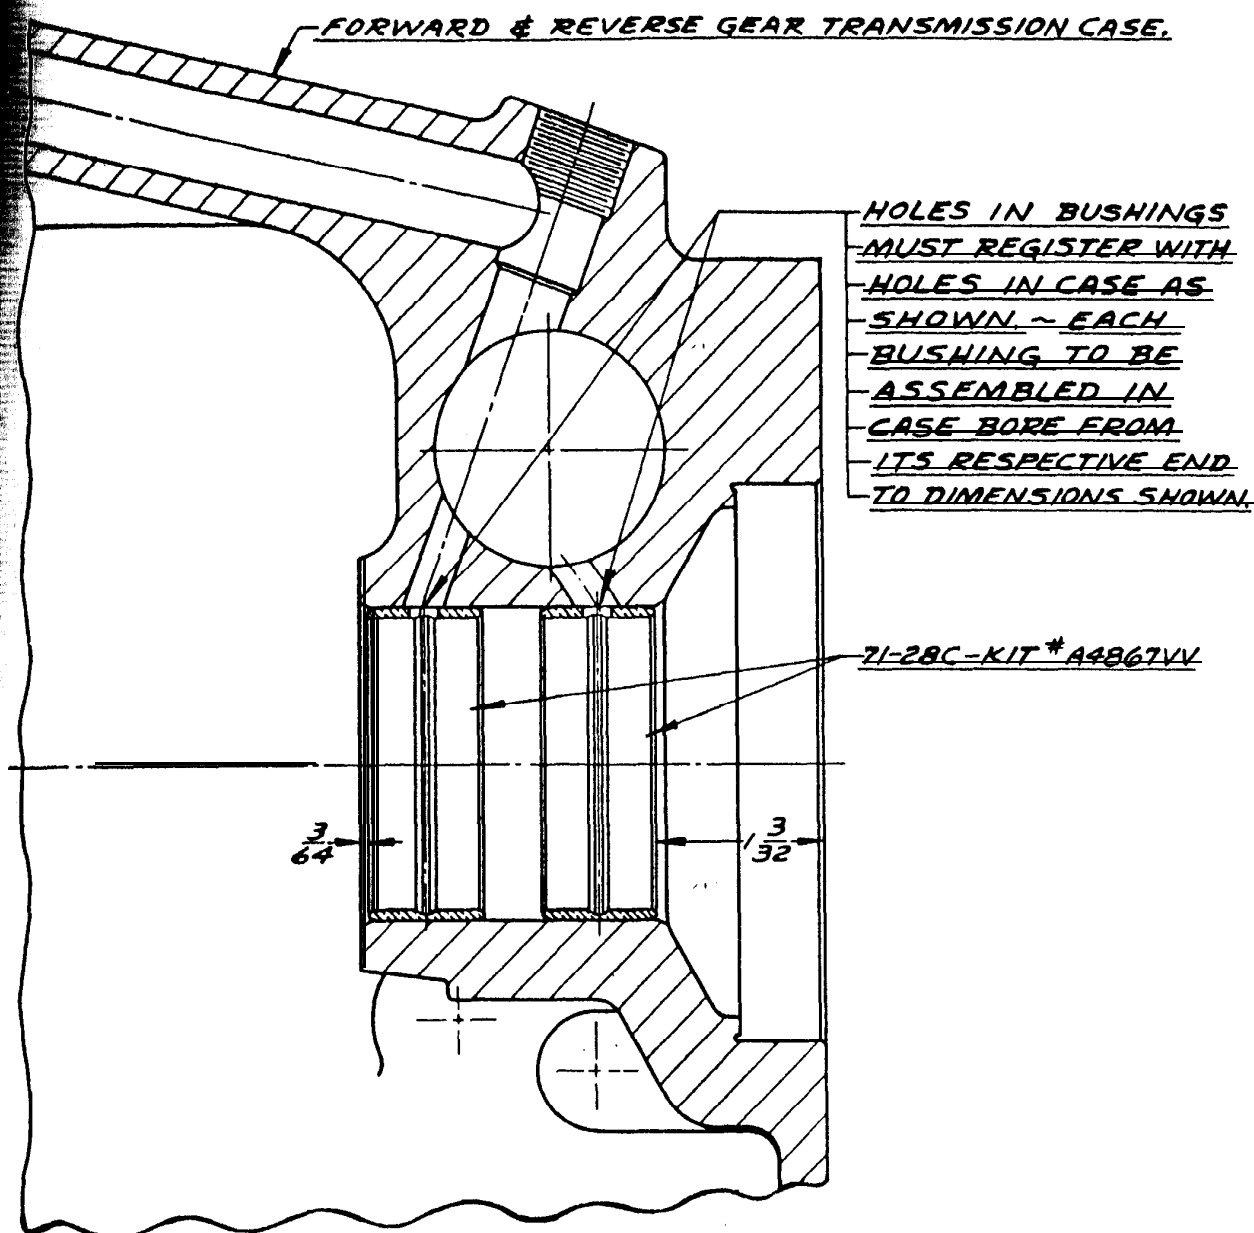 FORWARD & REVERSE GEAR TRANSMISSION CASE.
HOLES IN BUSHINGS
MUST REGISTER WITH
HOLES IN CASE AS
SHOWN. ~ EACH
BUSHING TO BE
ASSEMBLED IN
CASE BORE FROM
ITS RESPECTIVE END
TO DIMENSIONS SHOWN.
71-28C-KIT #A4867VV
3/64
1 3/32